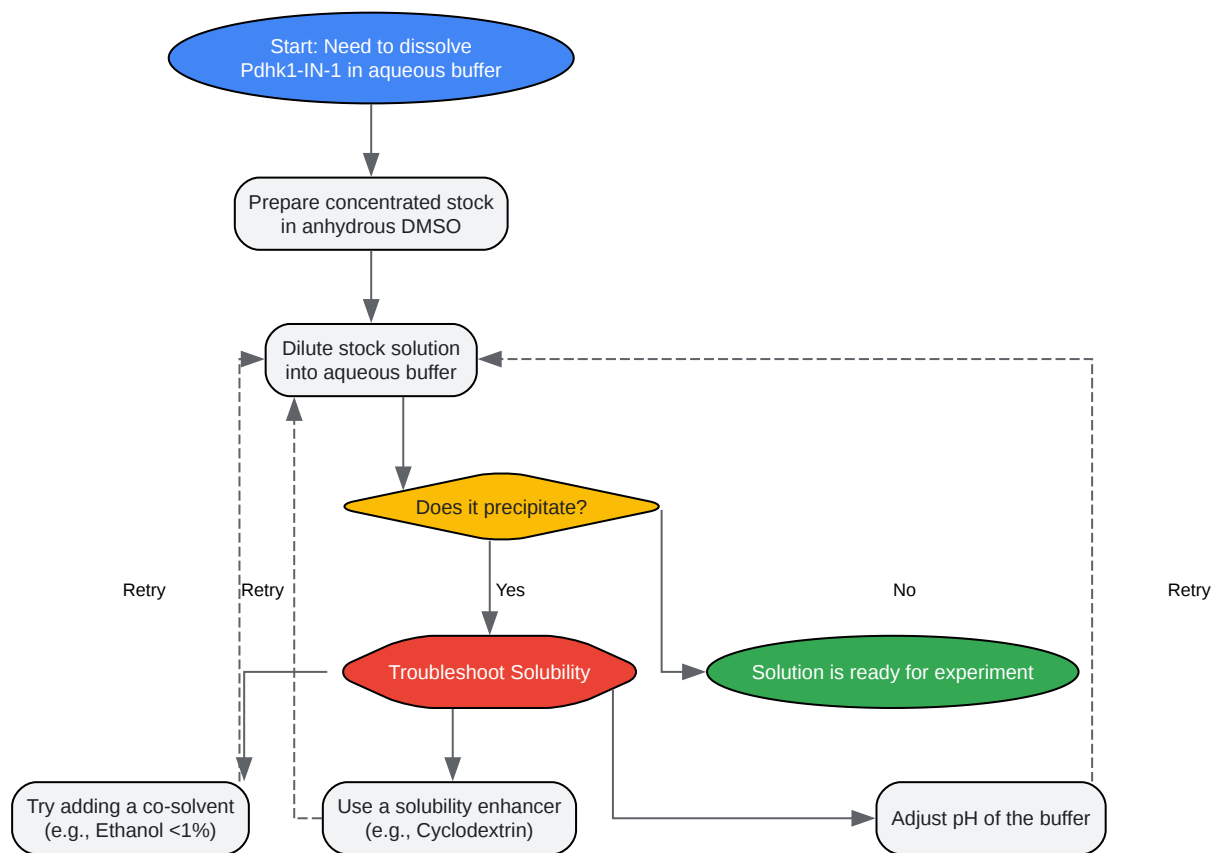 Start: Need to dissolve
Pdhk1-IN-1 in aqueous buffer
Prepare concentrated stock
in anhydrous DMSO
Dilute stock solution
into aqueous buffer
Does it precipitate?
Retry
Retry
Yes
No
Retry
Troubleshoot Solubility
Solution is ready for experiment
Try adding a co-solvent
(e.g., Ethanol <1%)
Use a solubility enhancer
(e.g., Cyclodextrin)
Adjust pH of the buffer